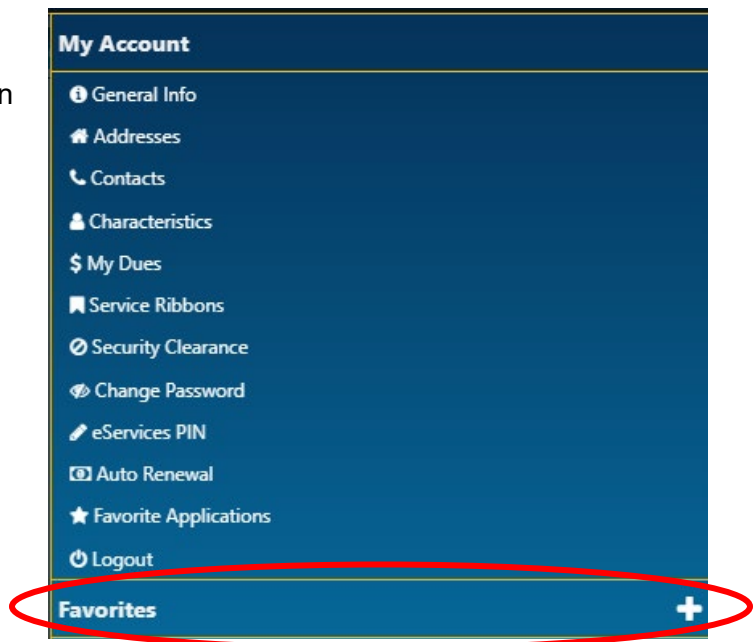 My Account
n
General Info
Addresses
Contacts
Characteristics
$ My Dues
Service Ribbons
Security Clearance
Change Password
eServices PIN
Auto Renewal
Favorite Applications
Logout
Favorites